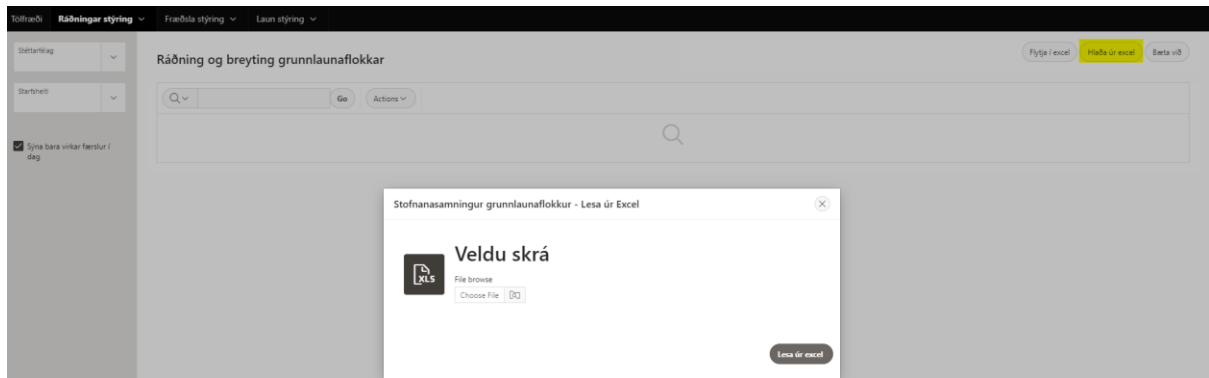 Tölfræði Ráðningar stýring Fræðsla stýring Laun stýring
Stéttarfélag
Starfsheiti
Sýna bara virkar færslur í
dag
Ráðning og breyting grunnlaunaflokkar
Flytja í excel Hlaða úr excel Bæta við
Go Actions
Stofnanasamningur grunnlaunaflokkur - Lesa úr Excel
XLS
Veldu skrá
File browse
Choose File
Lesa úr excel